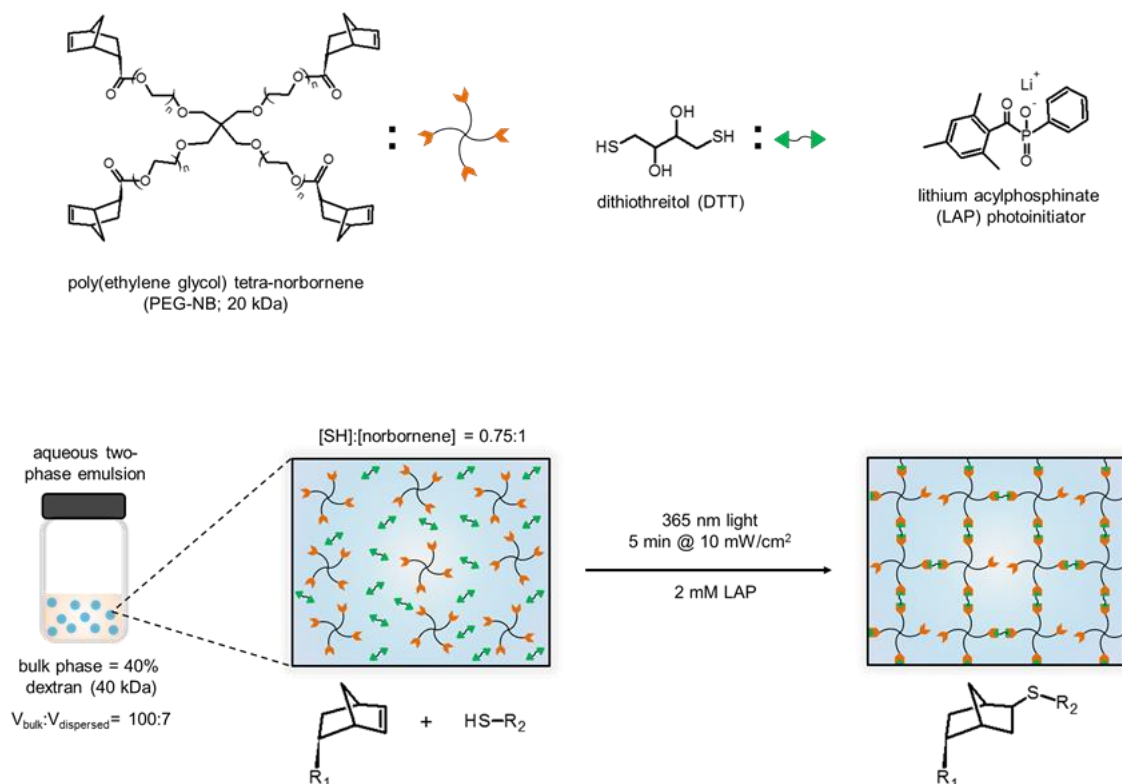 O
O
n
O
O
O
n
O
O
O
O
n
O
O
O
n
O
O
:
OH
HS
SH
OH
:
Li+
O
O-
P
O
dithiothreitol (DTT)
lithium acylphosphinate
(LAP) photoinitiator
poly(ethylene glycol) tetra-norbornene
(PEG-NB; 20 kDa)
aqueous two-
phase emulsion
[SH]:[norbornene] = 0.75:1
365 nm light
5 min @ 10 mW/cm²
2 mM LAP
bulk phase = 40%
dextran (40 kDa)
Vbulk:Vdispersed= 100:7
R1
+
HS–R2
S
R2
R1